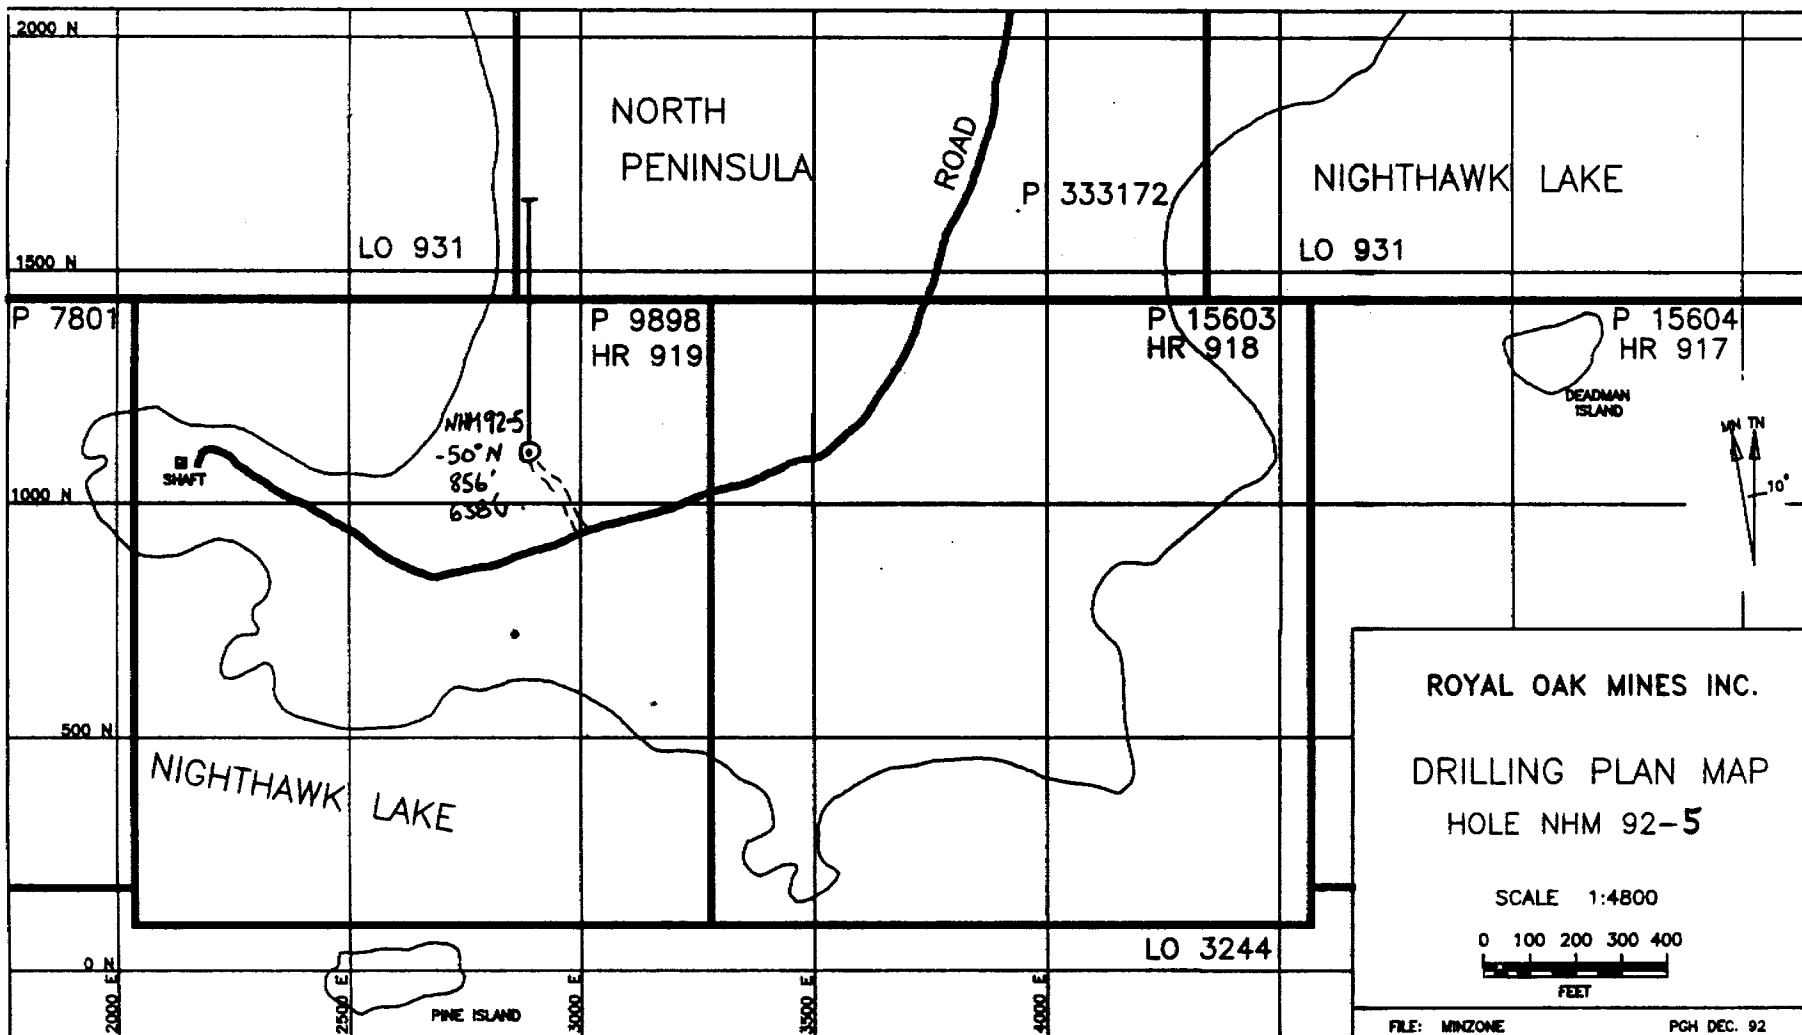 2000 N
NORTH
PENINSULA
ROAD
P 333172
NIGHTHAWK LAKE
LO 931
LO 931
1500 N
P 7801
P 9898
HR 919
P 15603
HR 918
P 15604
HR 917
DEADMAN
ISLAND
NHM92-5
-50° N
856'
MN TN
10°
SHAFT
1000 N
500 N
NIGHTHAWK LAKE
ROYAL OAK MINES INC.
DRILLING PLAN MAP
HOLE NHM 92-5
SCALE 1:4800
0 100 200 300 400
FEET
LO 3244
0 N
2000 E
2500 E
3000 E
3500 E
4000 E
PINE ISLAND
FILE: MINZONE
PGH DEC. 92